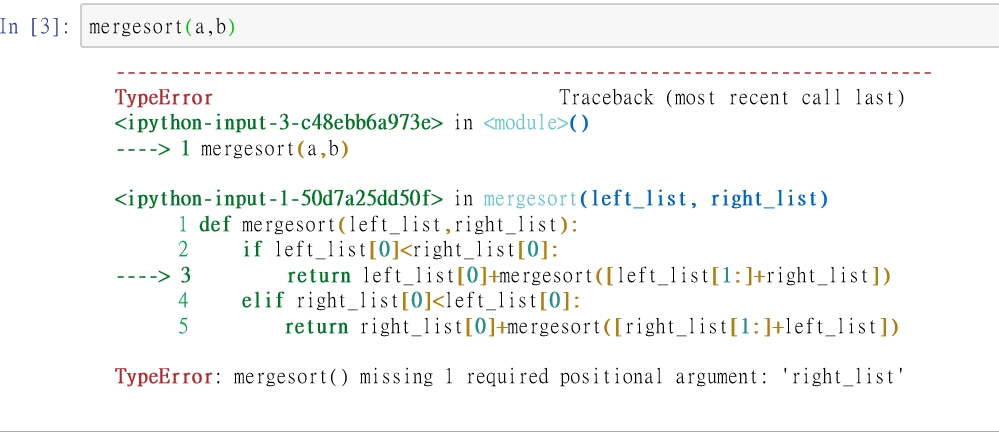 In [3]: mergesort(a,b)
---------------------------------------------------------------------------
TypeError Traceback (most recent call last)
<ipython-input-3-c48ebb6a973e> in <module>()
----> 1 mergesort(a,b)
<ipython-input-1-50d7a25dd50f> in mergesort(left_list, right_list)
1 def mergesort(left_list,right_list):
2 if left_list[0]<right_list[0]:
----> 3 return left_list[0]+mergesort([left_list[1:]+right_list])
4 elif right_list[0]<left_list[0]:
5 return right_list[0]+mergesort([right_list[1:]+left_list])
TypeError: mergesort() missing 1 required positional argument: 'right_list'